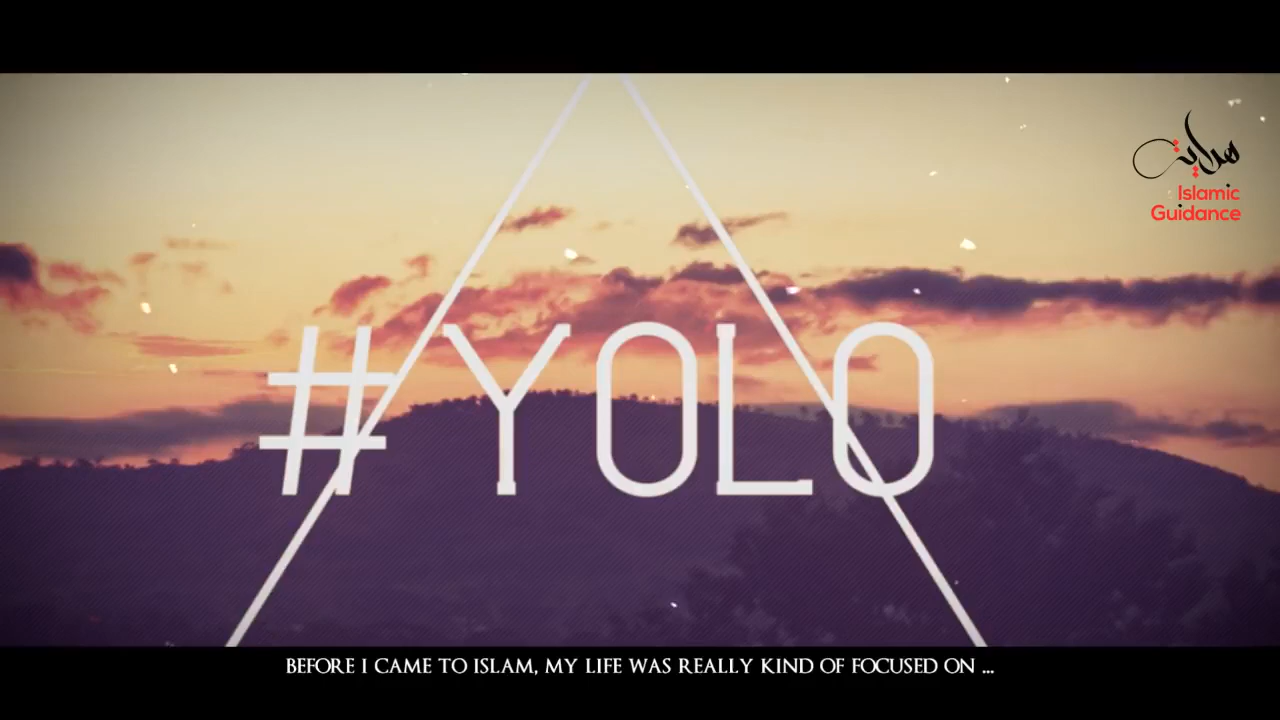 هداية
Islamic
Guidance
#YOLO
BEFORE I CAME TO ISLAM, MY LIFE WAS REALLY KIND OF FOCUSED ON ...